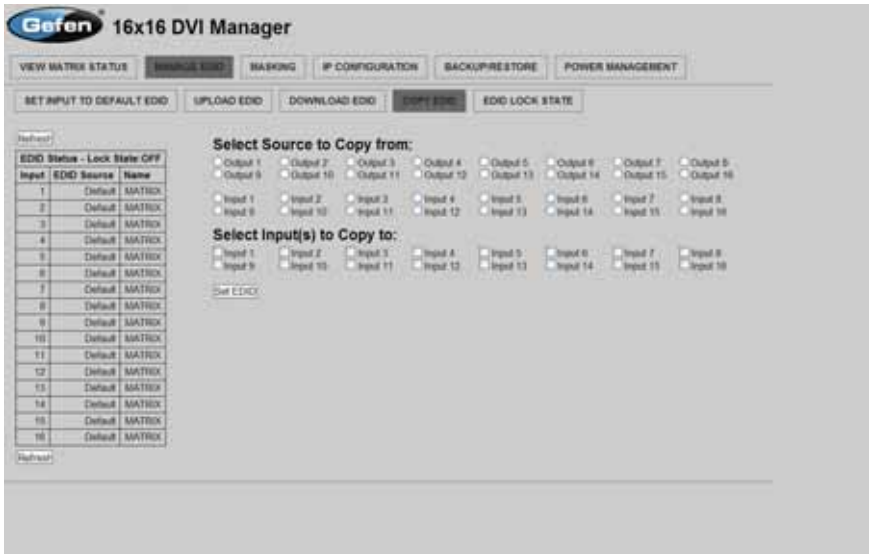 Gefen
16x16 DVI Manager
VIEW MATRIX STATUS MANAGE EDID MASKING IP CONFIGURATION BACKUP/RESTORE POWER MANAGEMENT
SET INPUT TO DEFAULT EDID UPLOAD EDID DOWNLOAD EDID COPY EDID EDID LOCK STATE
Refresh
EDID Status - Lock State OFF
Input EDID Source Name
1 Default MATRIX
2 Default MATRIX
3 Default MATRIX
4 Default MATRIX
5 Default MATRIX
6 Default MATRIX
7 Default MATRIX
8 Default MATRIX
9 Default MATRIX
10 Default MATRIX
11 Default MATRIX
12 Default MATRIX
13 Default MATRIX
14 Default MATRIX
15 Default MATRIX
16 Default MATRIX
Refresh
Select Source to Copy from:
Output 1 Output 2 Output 3 Output 4 Output 5 Output 6 Output 7 Output 8
Output 9 Output 10 Output 11 Output 12 Output 13 Output 14 Output 15 Output 16
Input 1 Input 2 Input 3 Input 4 Input 5 Input 6 Input 7 Input 8
Input 9 Input 10 Input 11 Input 12 Input 13 Input 14 Input 15 Input 16
Select Input(s) to Copy to:
Input 1 Input 2 Input 3 Input 4 Input 5 Input 6 Input 7 Input 8
Input 9 Input 10 Input 11 Input 12 Input 13 Input 14 Input 15 Input 16
Set EDID!